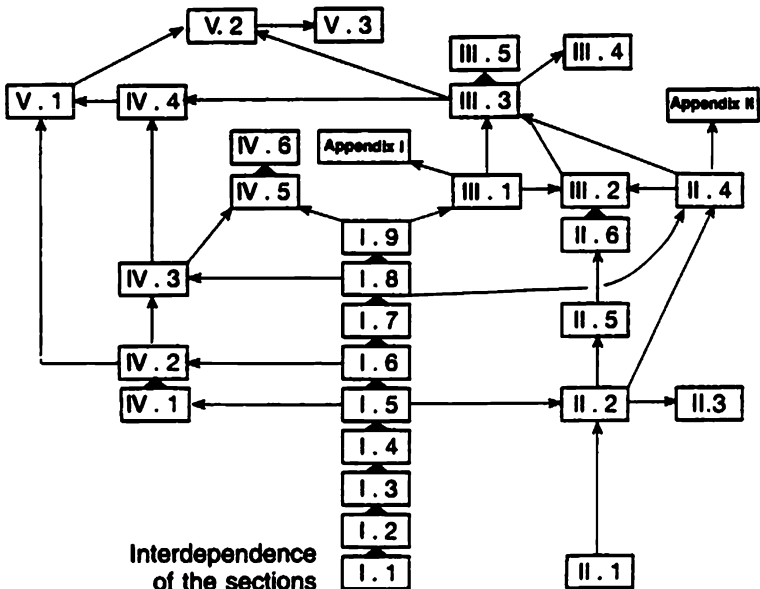 V. 2
V. 3
III . 5
III . 4
V . 1
IV . 4
III . 3
Appendix II
IV . 6
Appendix I
IV . 5
III . 1
III . 2
II . 4
I . 9
II . 6
IV . 3
I . 8
I . 7
II . 5
IV . 2
I . 6
IV . 1
I . 5
II . 2
II.3
I . 4
I . 3
I . 2
Interdependence
of the sections
I . 1
II . 1